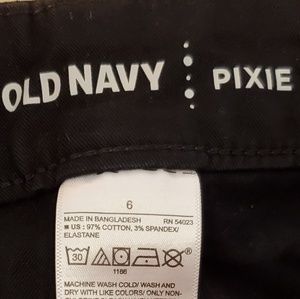 OLD NAVY PIXIE
6
MADE IN BANGLADESH RN 54023
US : 97% COTTON, 3% SPANDEX/
ELASTANE
30
1166
MACHINE WASH COLD/ WASH AND
DRY WITH LIKE COLORS/ ONLY NON-